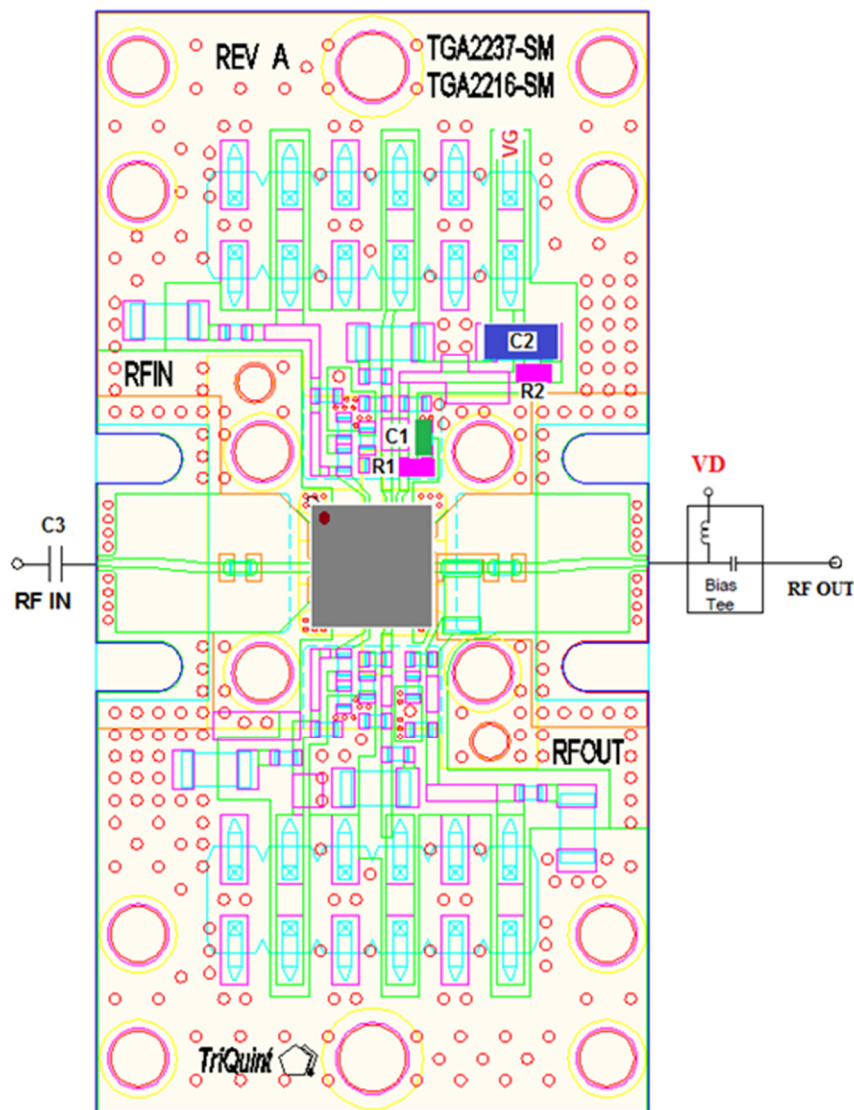 REV A
TGA2237-SM
TGA2216-SM
VG
C2
RFIN
R2
C1
R1
VD
C3
RF IN
Bias
Tee
RF OUT
RFOUT
TriQuint